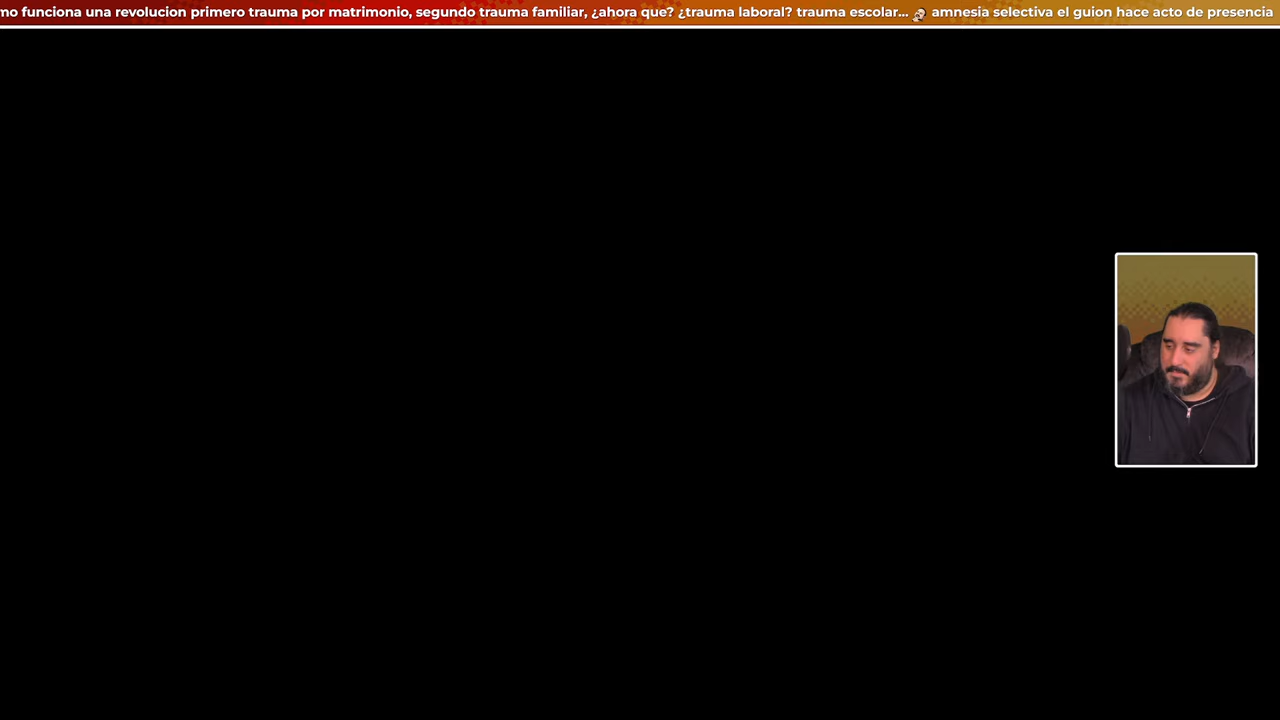 mo funciona una revolucion primero trauma por matrimonio, segundo trauma familiar, ¿ahora que? ¿trauma laboral? trauma escolar... amnesia selectiva el guion hace acto de presencia